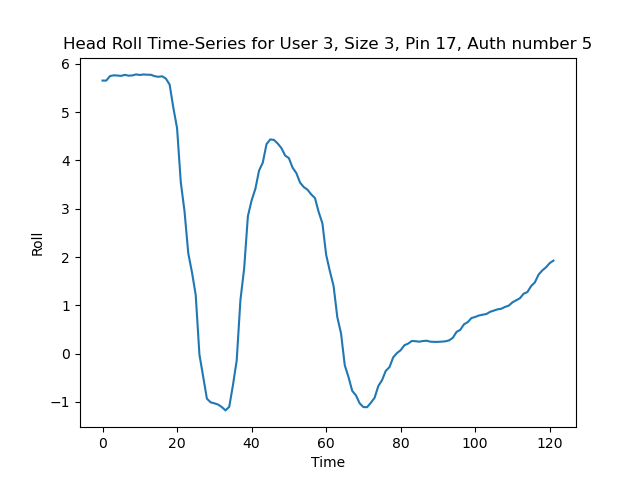 Head Roll Time-Series for User 3, Size 3, Pin 17, Auth number 5
6
5
4
3
2
1
0
−1
Roll
0 20 40 60 80 100 120
Time